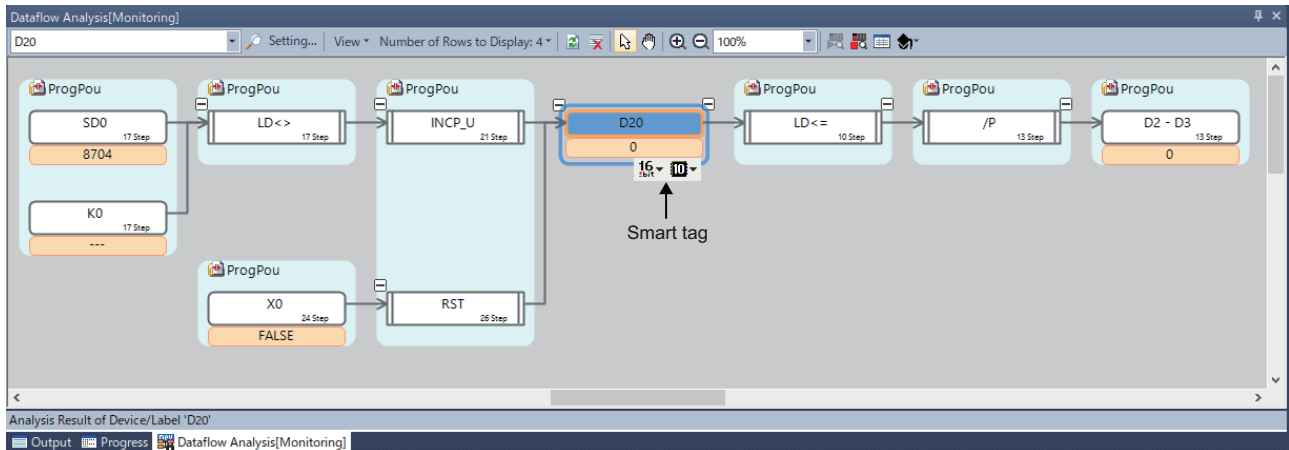 Dataflow Analysis[Monitoring]
D20 Setting... View Number of Rows to Display: 4 100%
ProgPou ProgPou ProgPou ProgPou ProgPou ProgPou
SD0 LD<> INCP_U D20 LD<= /P D2 - D3
17 Step 17 Step 21 Step 10 Step 13 Step 13 Step
8704 0 0
16 bit 10
K0
17 Step
---
Smart tag
ProgPou
X0 RST
24 Step 26 Step
FALSE
Analysis Result of Device/Label 'D20'
Output Progress Dataflow Analysis[Monitoring]